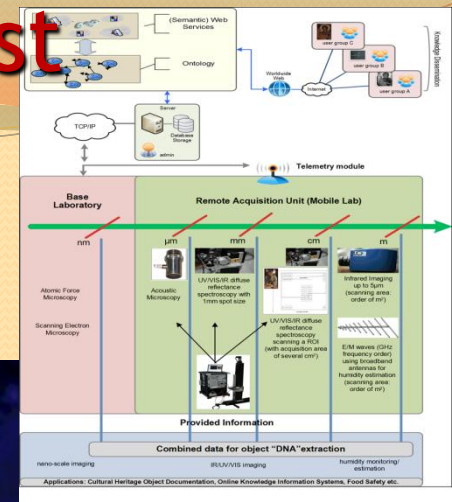 st
(Semantic) Web
Services
Ontology
user group C
user group B
user group A
Knowledge Dissemination
Worldwide
Web
Internet
Server
Database
Storage
admin
TCP/IP
Telemetry module
Base
Laboratory
Remote Acquisition Unit (Mobile Lab)
nm
µm
mm
cm
m
Atomic Force
Microscopy
Scanning Electron
Microscopy
Acoustic
Microscopy
UV/VIS/IR diffuse
reflectance
spectroscopy with
1mm spot size
UV/VIS/IR diffuse
reflectance
spectroscopy
scanning a ROI
(with acquisition area
of several cm²)
Infrared Imaging
up to 5µm
(scanning area:
order of m²)
E/M waves (GHz
frequency order)
using broadband
antennas for
humidity estimation
(scanning area:
order of m²)
Provided Information
Combined data for object "DNA"extraction
nano-scale imaging
IR/UV/VIS imaging
humidity monitoring/
estimation
Applications: Cultural Heritage Object Documentation, Online Knowledge Information Systems, Food Safety etc.